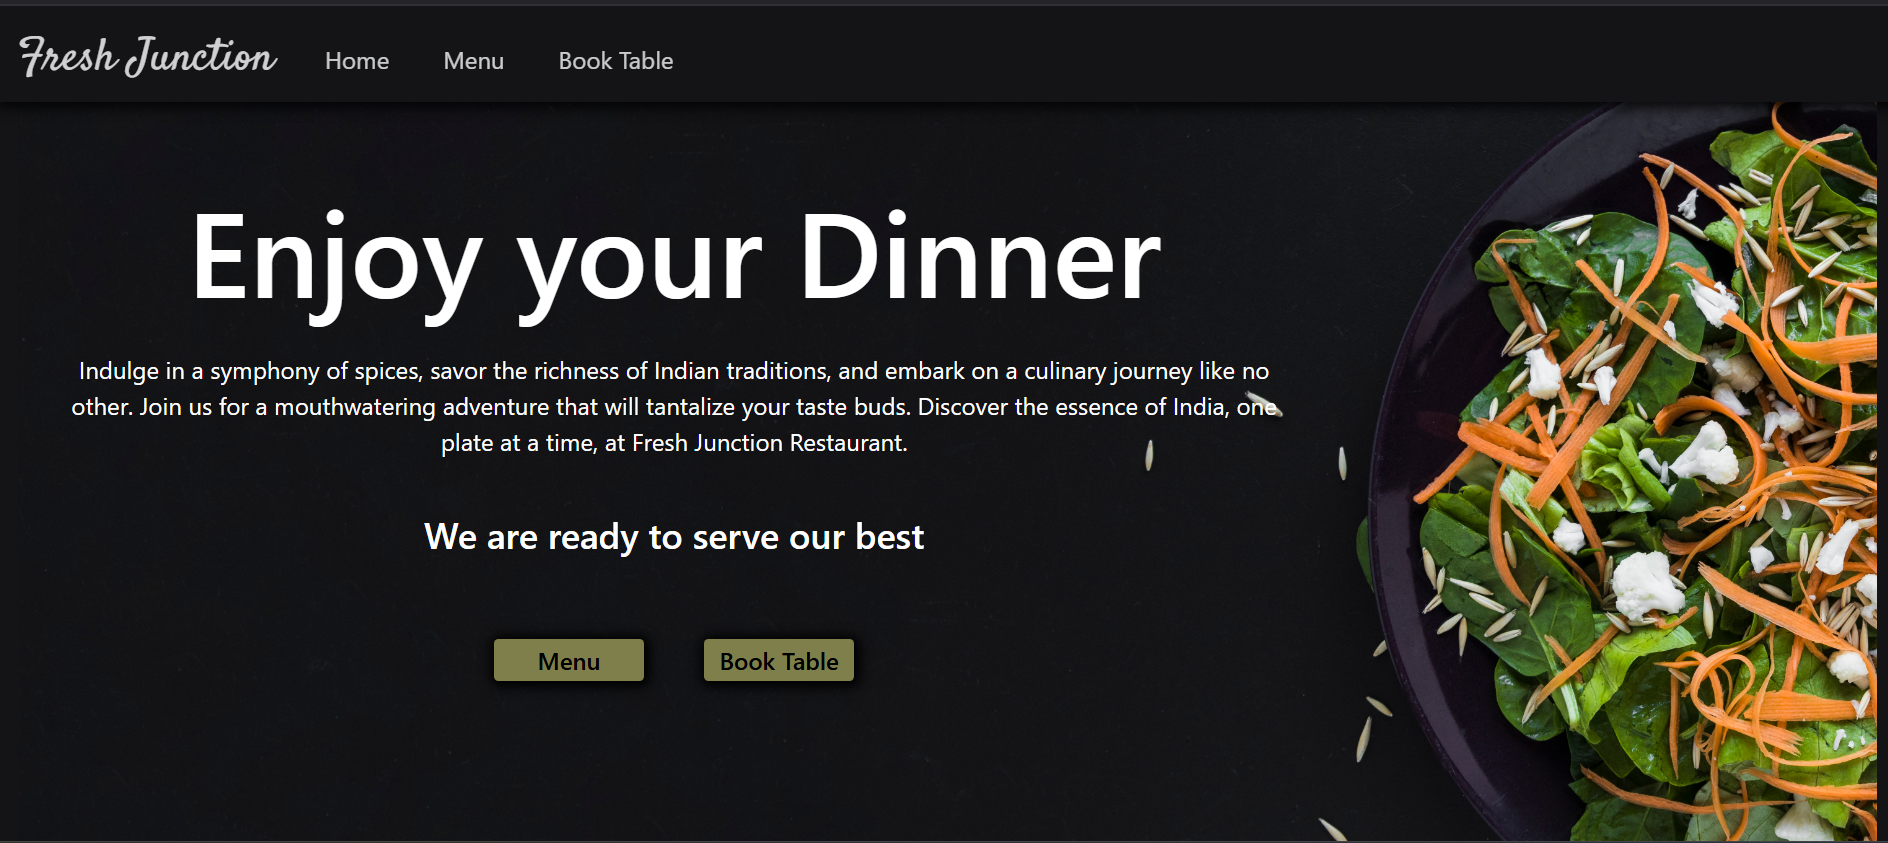 Fresh Junction Home Menu Book Table
Enjoy your Dinner
Indulge in a symphony of spices, savor the richness of Indian traditions, and embark on a culinary journey like no
other. Join us for a mouthwatering adventure that will tantalize your taste buds. Discover the essence of India, one
plate at a time, at Fresh Junction Restaurant.
We are ready to serve our best
Menu Book Table